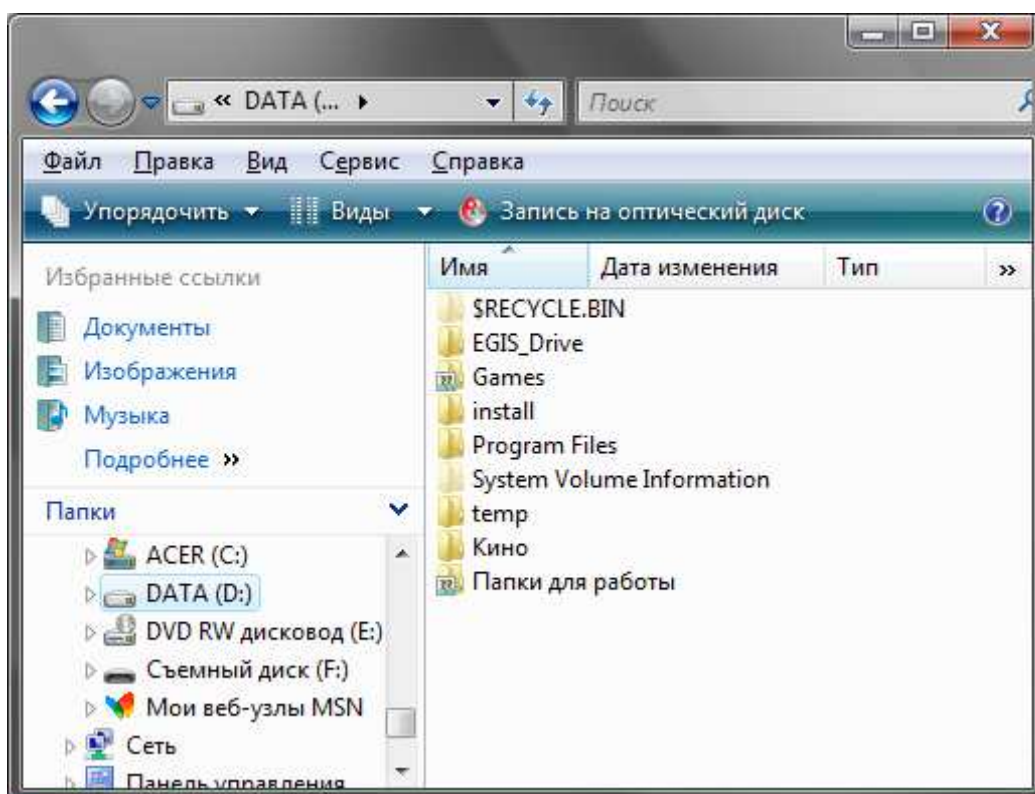 « DATA (...
Поиск
Файл Правка Вид Сервис Справка
Упорядочить Виды Запись на оптический диск
Избранные ссылки
Документы
Изображения
Музыка
Подробнее »
Папки
ACER (C:)
DATA (D:)
DVD RW дисковод (E:)
Съемный диск (F:)
Мои веб-узлы MSN
Сеть
Панель управления
Имя Дата изменения Тип »
$RECYCLE.BIN
EGIS_Drive
Games
install
Program Files
System Volume Information
temp
Кино
Папки для работы